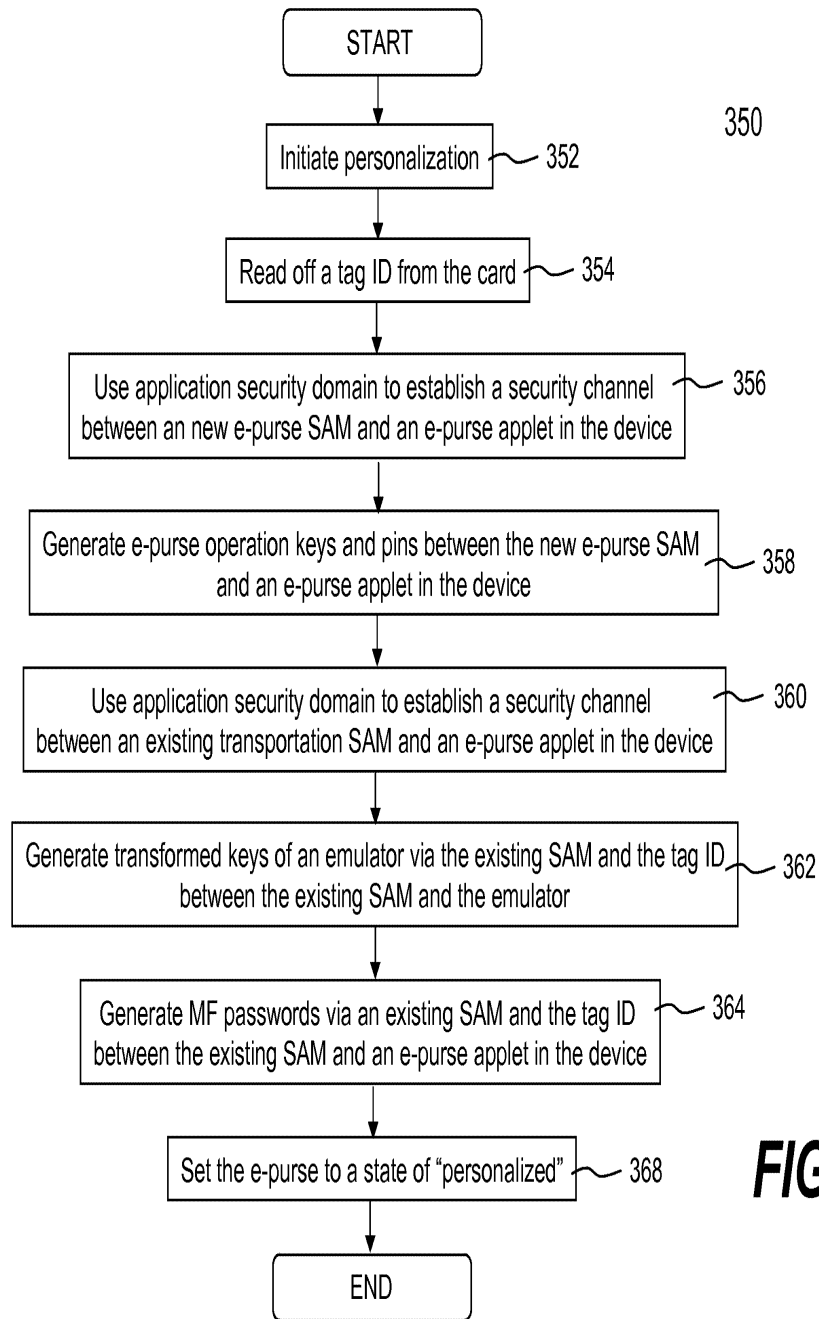 START
350
Initiate personalization
352
Read off a tag ID from the card
354
Use application security domain to establish a security channel
between an new e-purse SAM and an e-purse applet in the device
356
Generate e-purse operation keys and pins between the new e-purse SAM
and an e-purse applet in the device
358
Use application security domain to establish a security channel
between an existing transportation SAM and an e-purse applet in the device
360
Generate transformed keys of an emulator via the existing SAM and the tag ID
between the existing SAM and the emulator
362
Generate MF passwords via an existing SAM and the tag ID
between the existing SAM and an e-purse applet in the device
364
Set the e-purse to a state of “personalized”
368
FIG
END